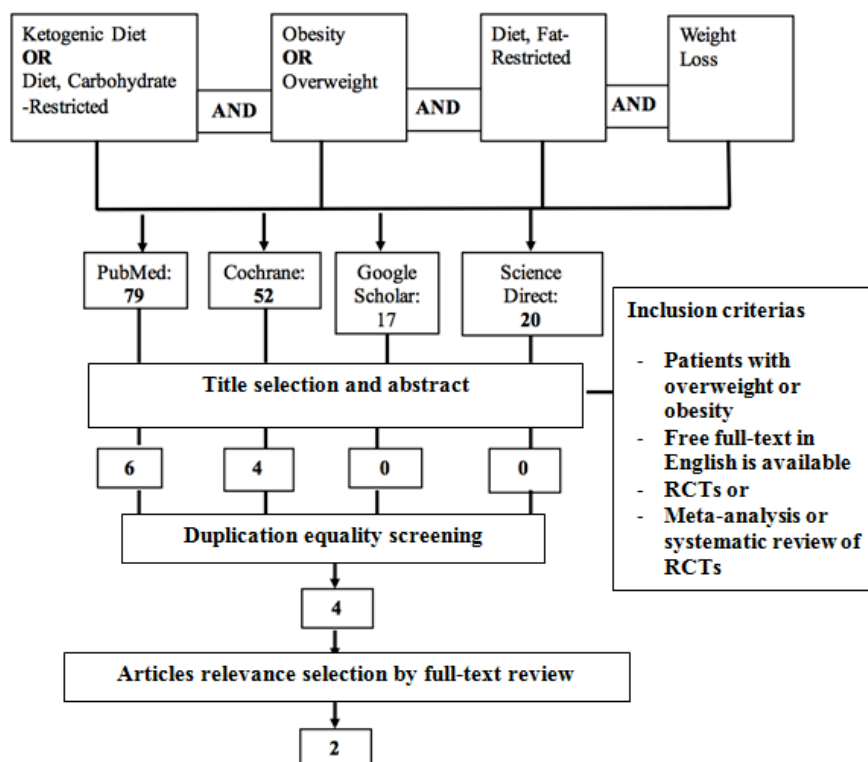 Ketogenic Diet
OR
Diet, Carbohydrate
-Restricted
AND
Obesity
OR
Overweight
AND
Diet, Fat-
Restricted
AND
Weight
Loss
PubMed:
79
Cochrane:
52
Google
Scholar:
17
Science
Direct:
20
Inclusion criterias
- Patients with
overweight or
obesity
- Free full-text in
English is available
- RCTs or
- Meta-analysis or
systematic review of
RCTs
Title selection and abstract
6
4
0
0
Duplication equality screening
4
Articles relevance selection by full-text review
2